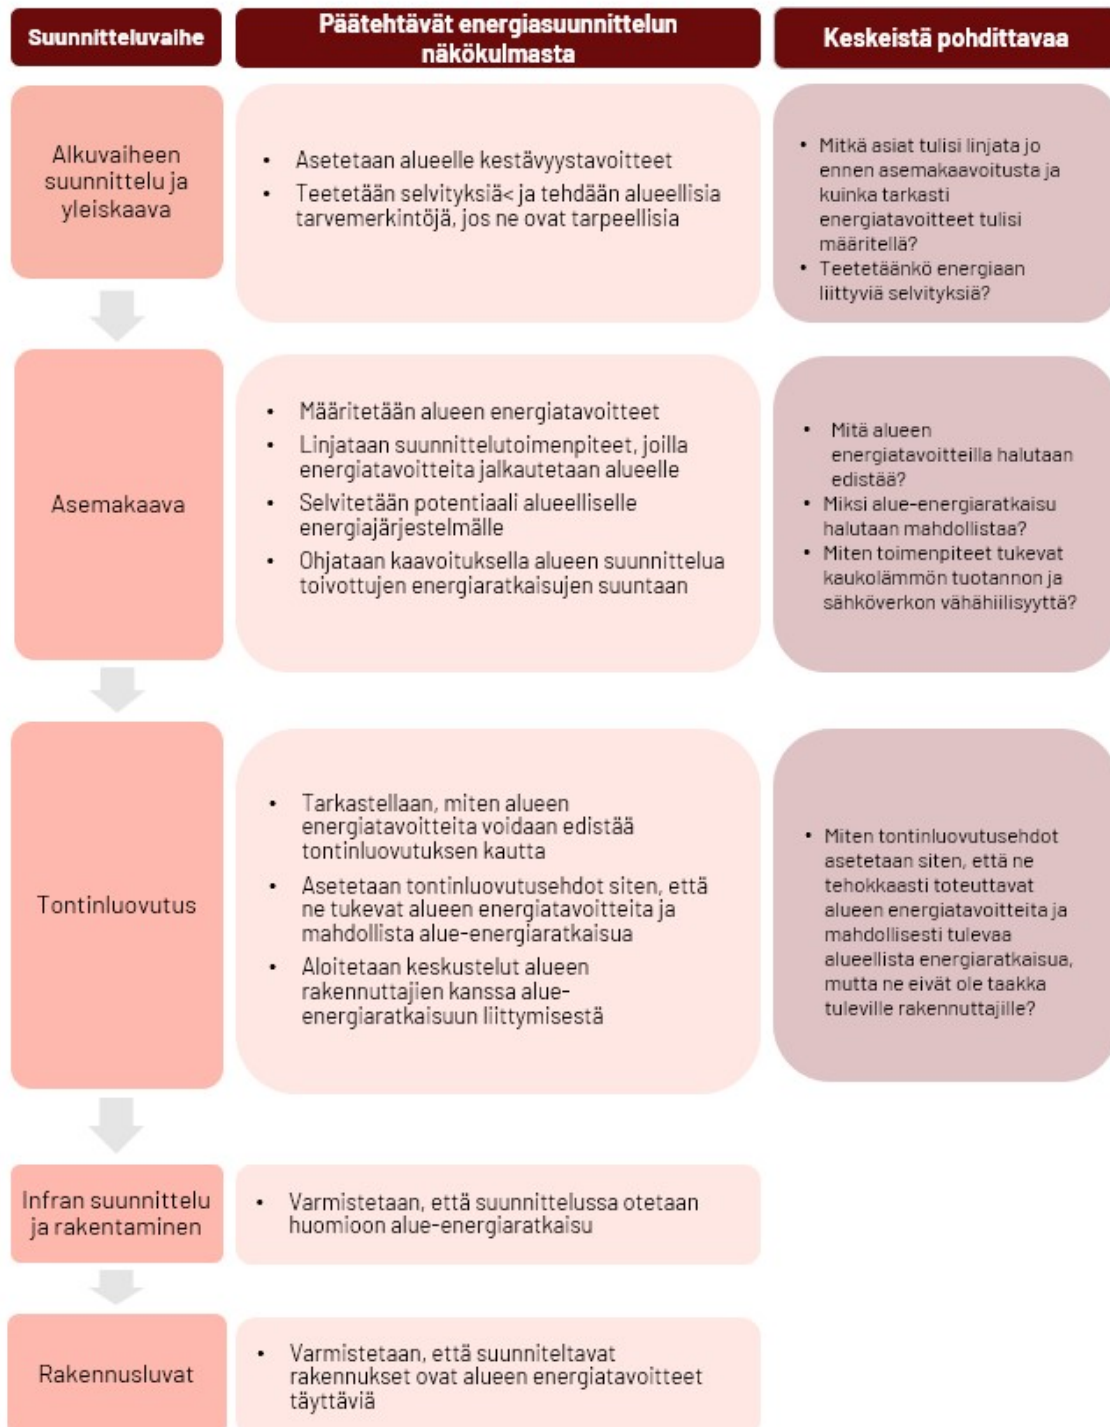 Suunnitteluvaihe
Päätehtävät energiasuunnittelun
näkökulmasta
Keskeistä pohdittavaa
Alkuvaiheen
suunnittelu ja
yleiskaava
• Asetetaan alueelle kestävyystavoitteet
• Teetetään selvityksiä< ja tehdään alueellisia
tarvemerkintöjä, jos ne ovat tarpeellisia
• Mitkä asiat tulisi linjata jo
ennen asemakaavoitusta ja
kuinka tarkasti
energiatavoitteet tulisi
määritellä?
• Teetetäänkö energiaan
liittyviä selvityksiä?
Asemakaava
• Määritetään alueen energiatavoitteet
• Linjataan suunnittelutoimenpiteet, joilla
energiatavoitteita jalkautetaan alueelle
• Selvitetään potentiaali alueelliselle
energiajärjestelmälle
• Ohjataan kaavoituksella alueen suunnittelua
toivottujen energiaratkaisujen suuntaan
• Mitä alueen
energiatavoitteilla halutaan
edistää?
• Miksi alue-energiaratkaisu
halutaan mahdollistaa?
• Miten toimenpiteet tukevat
kaukolämmön tuotannon ja
sähköverkon vähähiilisyyttä?
Tontinluovutus
• Tarkastellaan, miten alueen
energiatavoitteita voidaan edistää
tontinluovutuksen kautta
• Asetetaan tontinluovutusehdot siten, että
ne tukevat alueen energiatavoitteita ja
mahdollista alue-energiaratkaisua
• Aloitetaan keskustelut alueen
rakennuttajien kanssa alue-
energiaratkaisuun liittymisestä
• Miten tontinluovutusehdot
asetetaan siten, että ne
tehokkaasti toteuttavat
alueen energiatavoitteita ja
mahdollisesti tulevaa
alueellista energiaratkaisua,
mutta ne eivät ole taakka
tuleville rakennuttajille?
Infran suunnittelu
ja rakentaminen
• Varmistetaan, että suunnittelussa otetaan
huomioon alue-energiaratkaisu
Rakennusluvat
• Varmistetaan, että suunniteltavat
rakennukset ovat alueen energiatavoitteet
täyttäviä